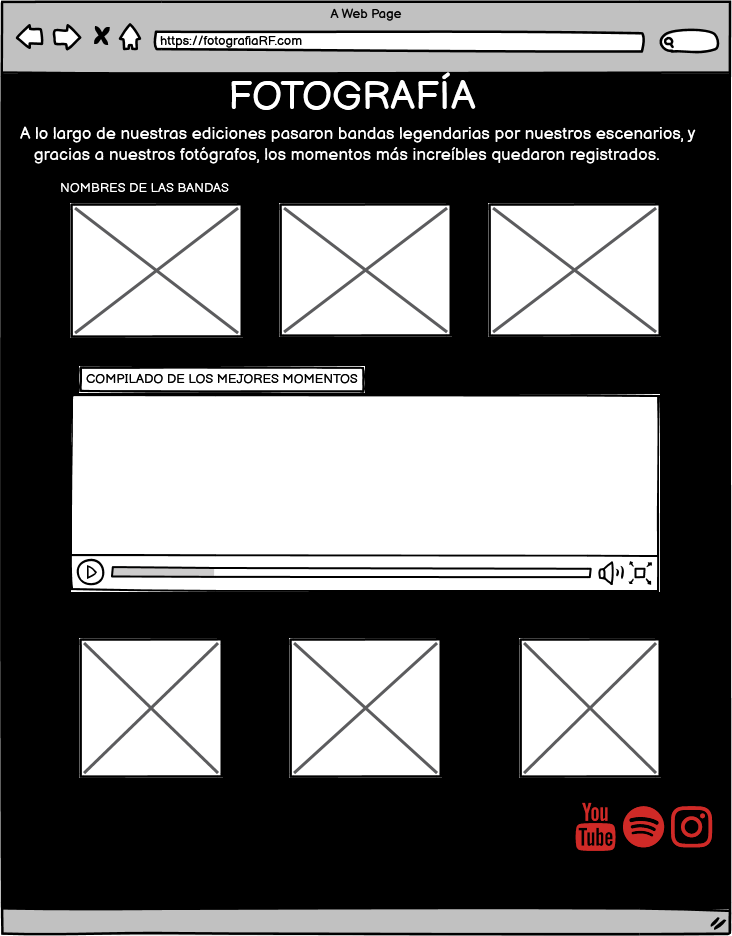 A Web Page
https://fotografiaRF.com
FOTOGRAFÍA
A lo largo de nuestras ediciones pasaron bandas legendarias por nuestros escenarios, y
gracias a nuestros fotógrafos, los momentos más increíbles quedaron registrados.
NOMBRES DE LAS BANDAS
COMPILADO DE LOS MEJORES MOMENTOS
You
Tube